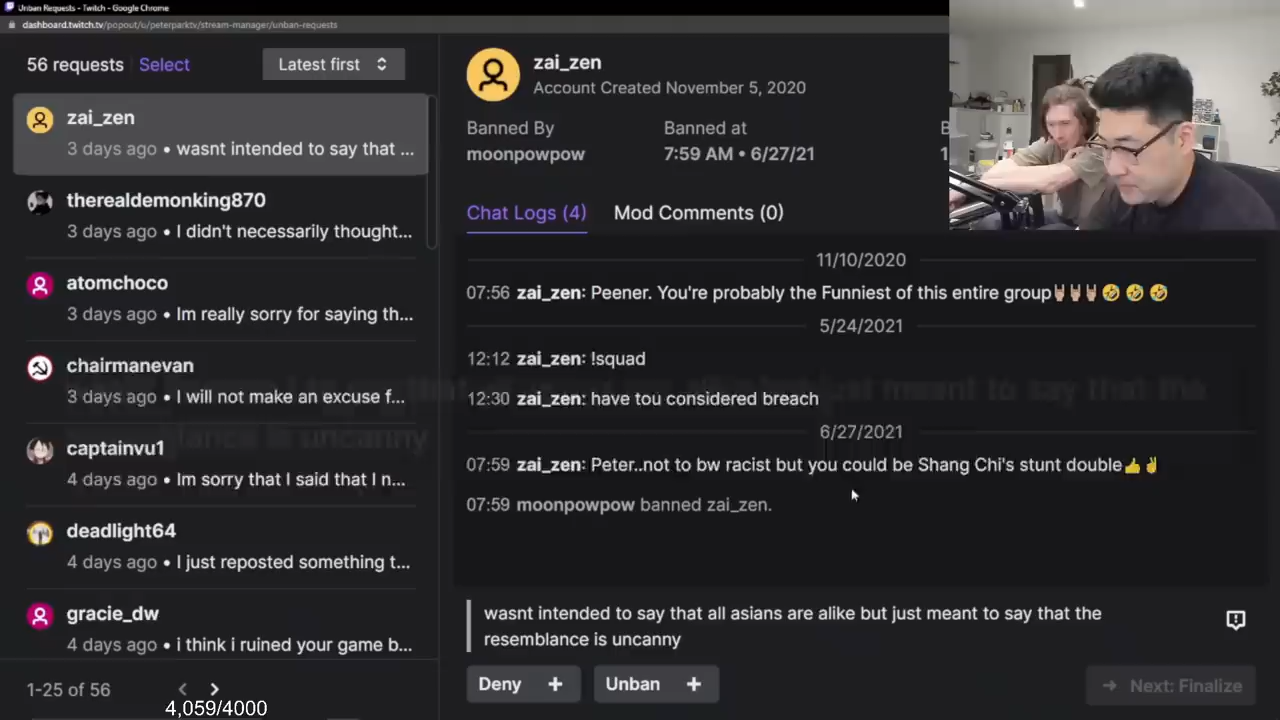 Unban Requests - Twitch - Google Chrome
dashboard.twitch.tv/popout/u/peterparktv/stream-manager/unban-requests
56 requests Select Latest first
zai_zen
3 days ago • wasnt intended to say that ...
therealdemonking870
3 days ago • I didn't necessarily thought...
atomchoco
3 days ago • Im really sorry for saying th...
chairmanevan
3 days ago • I will not make an excuse f...
captainvu1
4 days ago • Im sorry that I said that I n...
deadlight64
4 days ago • I just reposted something t...
gracie_dw
4 days ago • i think i ruined your game b...
1-25 of 56
4,059/4000
zai_zen
Account Created November 5, 2020
Banned By Banned at
moonpowpow 7:59 AM • 6/27/21
Chat Logs (4) Mod Comments (0)
11/10/2020
07:56 zai_zen: Peener. You're probably the Funniest of this entire group🤘🏼🤘🏼🤘🏼🤣 🤣 🤣
5/24/2021
12:12 zai_zen: !squad
12:30 zai_zen: have tou considered breach
6/27/2021
07:59 zai_zen: Peter..not to bw racist but you could be Shang Chi's stunt double👍✌
07:59 moonpowpow banned zai_zen.
wasnt intended to say that all asians are alike but just meant to say that the
resemblance is uncanny
Deny + Unban + → Next: Finalize